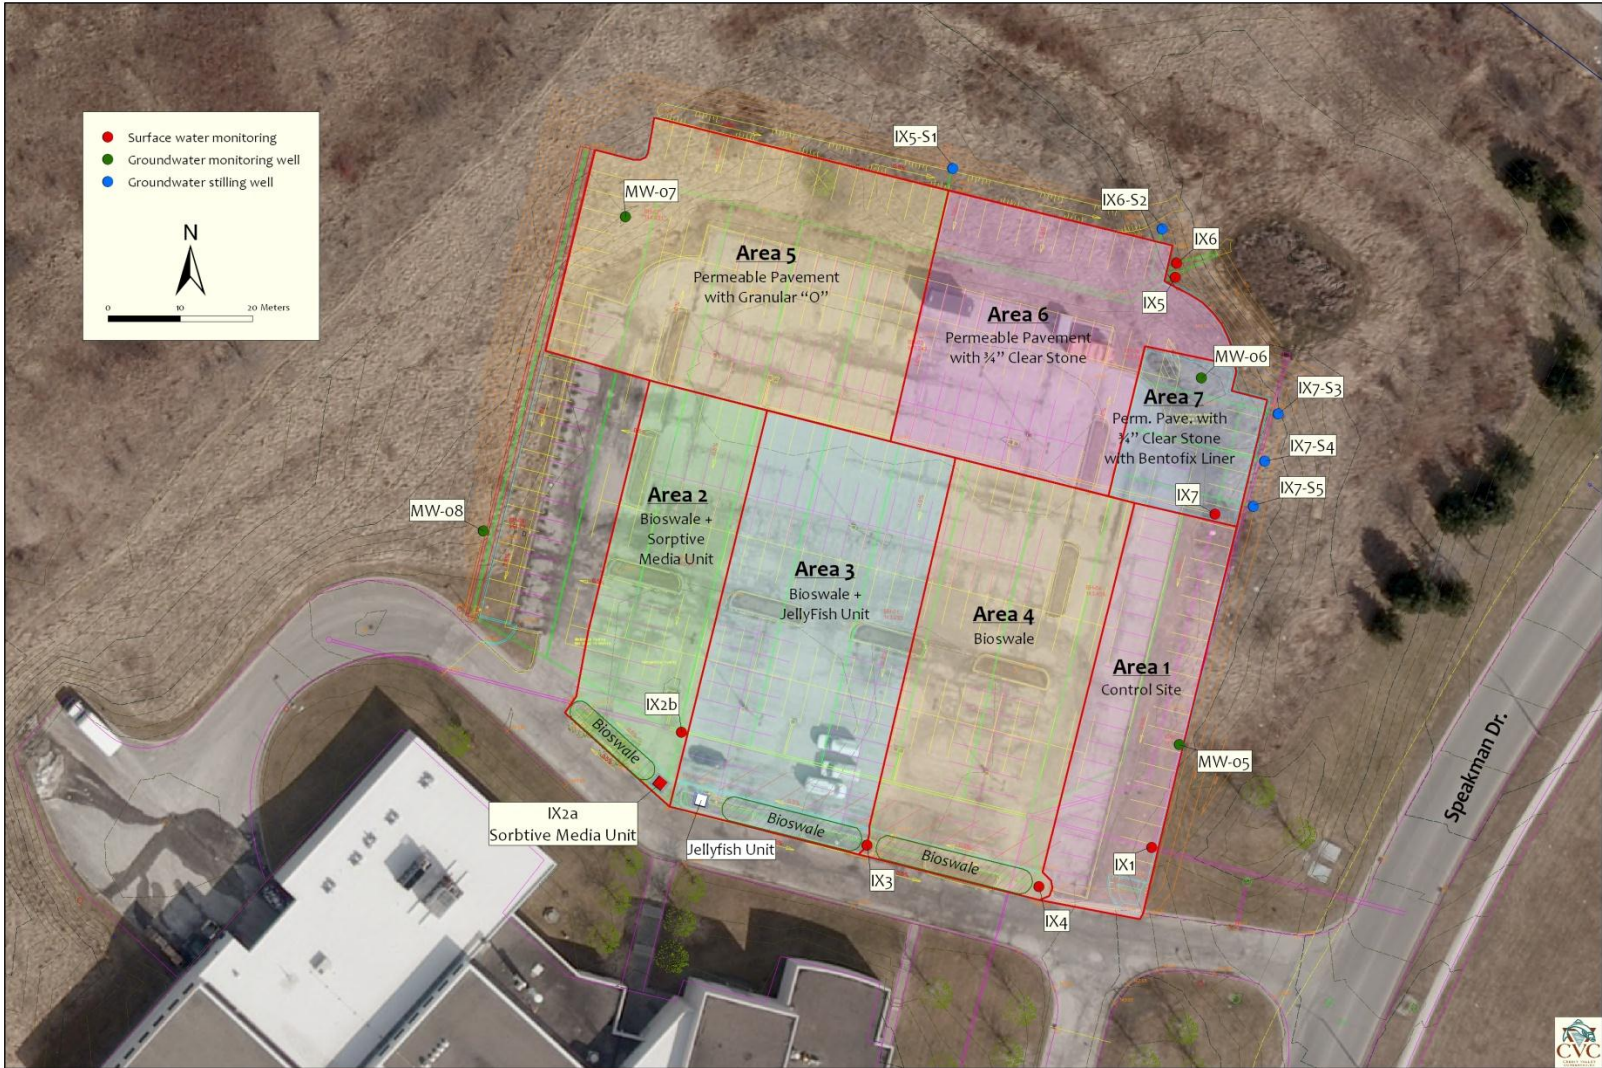 Surface water monitoring
Groundwater monitoring well
Groundwater stilling well
N
0 10 20 Meters
IX5-S1
MW-07
IX6-S2
IX6
Area 5
Permeable Pavement
with Granular “O”
IX5
Area 6
Permeable Pavement
with ¾” Clear Stone
MW-06
Area 7
Perm. Pave. with
¾” Clear Stone
with Bentofix Liner
IX7-S3
IX7-S4
IX7-S5
IX7
MW-08
Area 2
Bioswale +
Sorptive
Media Unit
Area 3
Bioswale +
JellyFish Unit
Area 4
Bioswale
Area 1
Control Site
IX2b
Bioswale
MW-05
Speakman Dr.
IX2a
Sorbtive Media Unit
Jellyfish Unit
Bioswale
Bioswale
IX3
IX1
IX4
CVC